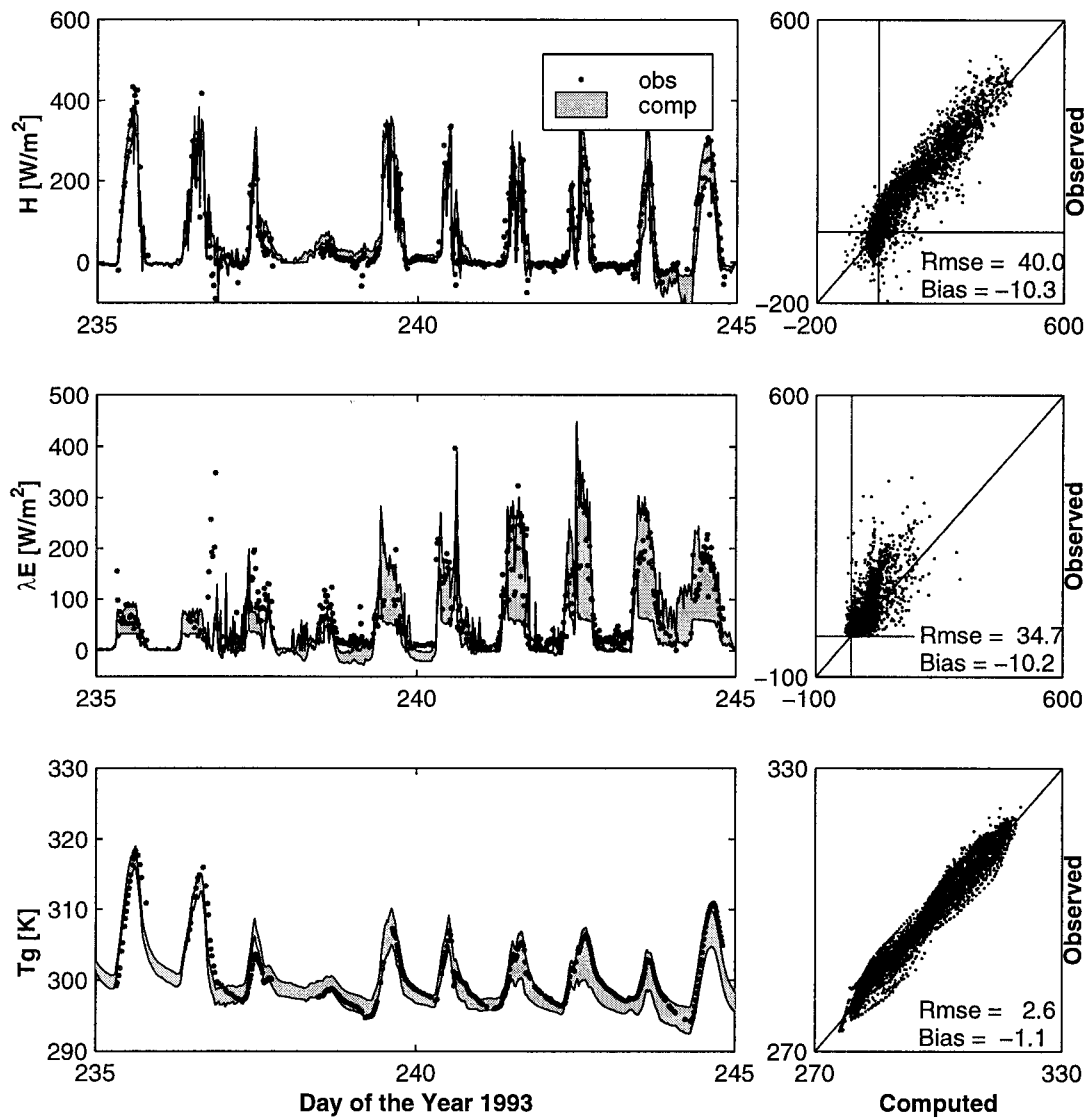 600
400
200
0
H [W/m²]
235
240
245
obs
comp
600
-200
-200
600
Observed
Rmse = 40.0
Bias = -10.3
500
400
300
200
100
0
λE [W/m²]
235
240
245
600
-100
-100
600
Observed
Rmse = 34.7
Bias = -10.2
330
320
310
300
290
Tg [K]
235
240
245
Day of the Year 1993
330
270
270
330
Observed
Rmse = 2.6
Bias = -1.1
Computed